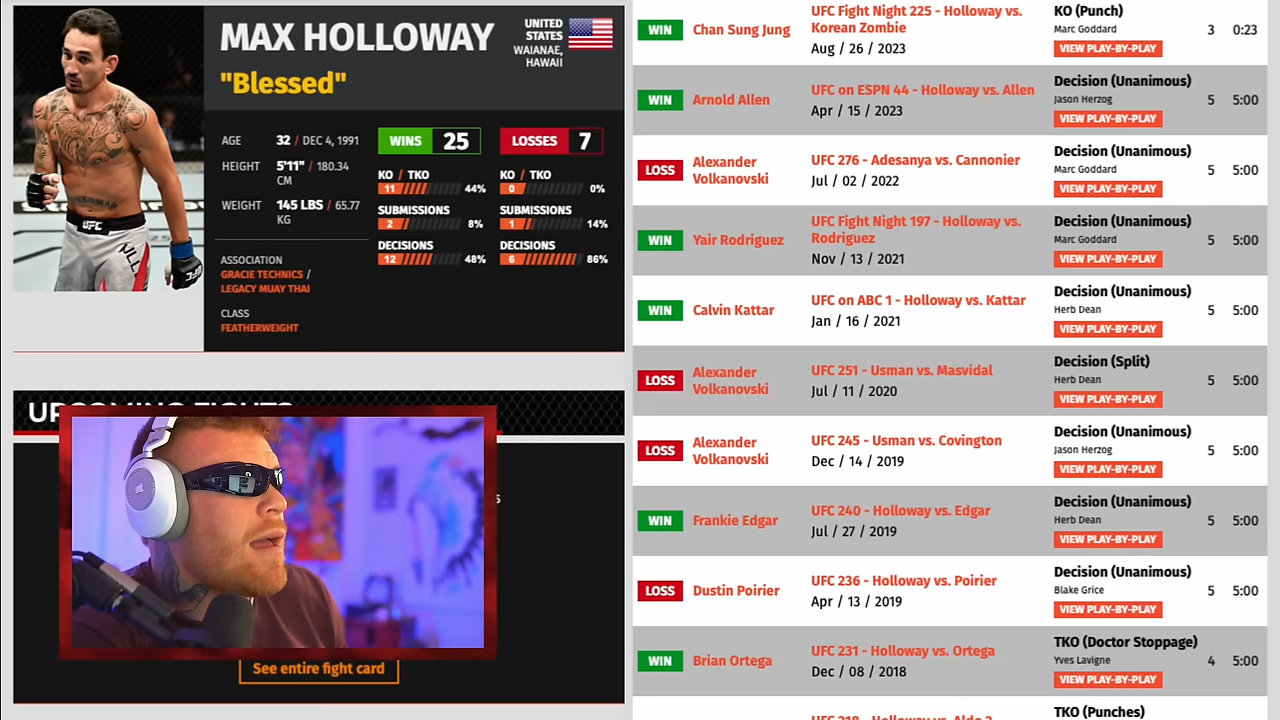 MAX HOLLOWAY
"Blessed"
UNITED
STATES
WAIANAE,
HAWAII
AGE 32 / DEC 4, 1991
HEIGHT 5'11" / 180.34
CM
WEIGHT 145 LBS / 65.77
KG
ASSOCIATION
GRACIE TECHNICS /
LEGACY MUAY THAI
CLASS
FEATHERWEIGHT
WINS 25
KO / TKO
11 44%
SUBMISSIONS
2 8%
DECISIONS
12 48%
LOSSES 7
KO / TKO
0 0%
SUBMISSIONS
1 14%
DECISIONS
6 86%
UFC
UPCOMING FIGHTS
See entire fight card
WIN Chan Sung Jung
UFC Fight Night 225 - Holloway vs.
Korean Zombie
Aug / 26 / 2023
KO (Punch)
Marc Goddard
VIEW PLAY-BY-PLAY
3 0:23
WIN Arnold Allen
UFC on ESPN 44 - Holloway vs. Allen
Apr / 15 / 2023
Decision (Unanimous)
Jason Herzog
VIEW PLAY-BY-PLAY
5 5:00
LOSS Alexander
Volkanovski
UFC 276 - Adesanya vs. Cannonier
Jul / 02 / 2022
Decision (Unanimous)
Marc Goddard
VIEW PLAY-BY-PLAY
5 5:00
WIN Yair Rodriguez
UFC Fight Night 197 - Holloway vs.
Rodriguez
Nov / 13 / 2021
Decision (Unanimous)
Marc Goddard
VIEW PLAY-BY-PLAY
5 5:00
WIN Calvin Kattar
UFC on ABC 1 - Holloway vs. Kattar
Jan / 16 / 2021
Decision (Unanimous)
Herb Dean
VIEW PLAY-BY-PLAY
5 5:00
LOSS Alexander
Volkanovski
UFC 251 - Usman vs. Masvidal
Jul / 11 / 2020
Decision (Split)
Herb Dean
VIEW PLAY-BY-PLAY
5 5:00
LOSS Alexander
Volkanovski
UFC 245 - Usman vs. Covington
Dec / 14 / 2019
Decision (Unanimous)
Jason Herzog
VIEW PLAY-BY-PLAY
5 5:00
WIN Frankie Edgar
UFC 240 - Holloway vs. Edgar
Jul / 27 / 2019
Decision (Unanimous)
Herb Dean
VIEW PLAY-BY-PLAY
5 5:00
LOSS Dustin Poirier
UFC 236 - Holloway vs. Poirier
Apr / 13 / 2019
Decision (Unanimous)
Blake Grice
VIEW PLAY-BY-PLAY
5 5:00
WIN Brian Ortega
UFC 231 - Holloway vs. Ortega
Dec / 08 / 2018
TKO (Doctor Stoppage)
Yves Lavigne
VIEW PLAY-BY-PLAY
4 5:00
UFC 218 - Holloway vs. Aldo 2
TKO (Punches)